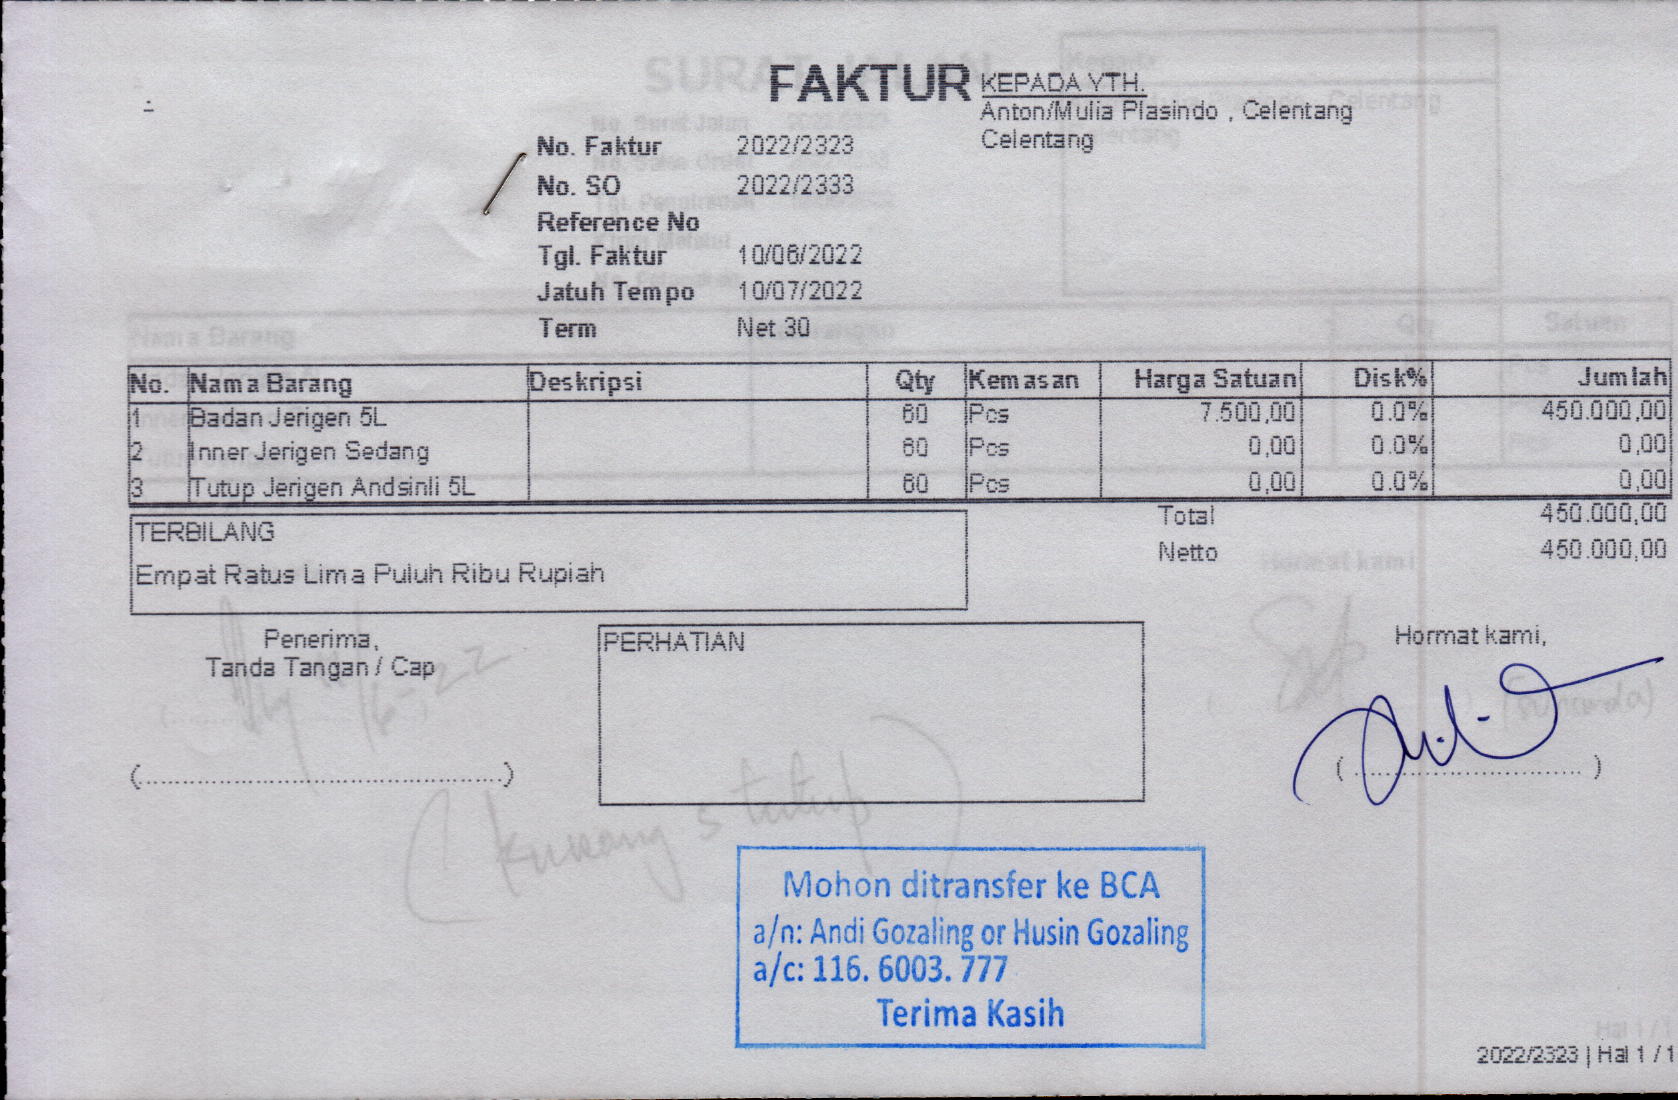 FAKTUR
KEPADA YTH.
Anton/Mulia Plasindo , Celentang
Celentang
No. Faktur 2022/2323
No. SO 2022/2333
Reference No
Tgl. Faktur 10/06/2022
Jatuh Tempo 10/07/2022
Term Net 30
No. Nama Barang Deskripsi Qty Kemasan Harga Satuan Disk% Jumlah
1 Badan Jerigen 5L 60 Pcs 7.500,00 0.0% 450.000,00
2 Inner Jerigen Sedang 60 Pcs 0,00 0.0% 0,00
3 Tutup Jerigen Andsinli 5L 60 Pcs 0,00 0.0% 0,00
Total 450.000,00
Netto 450.000,00
TERBILANG
Empat Ratus Lima Puluh Ribu Rupiah
Penerima,
Tanda Tangan / Cap
(..................................................)
PERHATIAN
Hormat kami,
( .............................. )
(kurang 5 tutup)
Mohon ditransfer ke BCA
a/n: Andi Gozaling or Husin Gozaling
a/c: 116. 6003. 777
Terima Kasih
2022/2323 | Hal 1 / 1